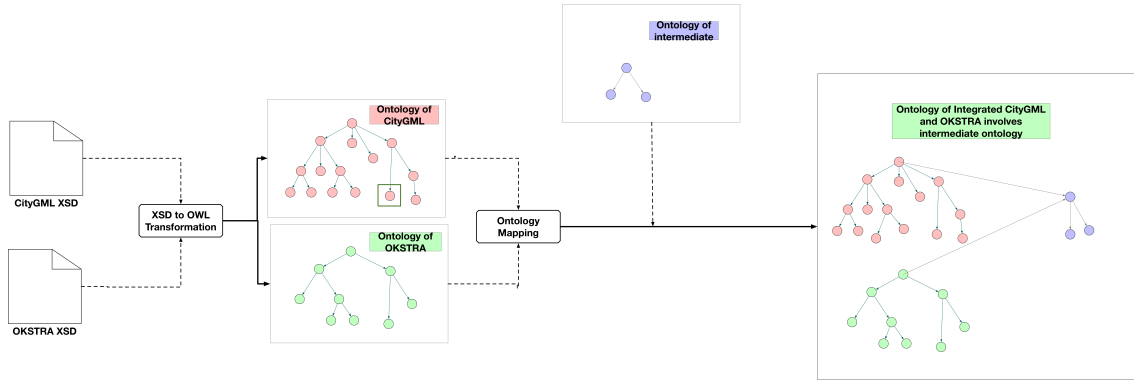 Ontology of
intermediate
Ontology of
CityGML
Ontology of Integrated CityGML
and OKSTRA involves
intermediate ontology
CityGML XSD
XSD to OWL
Transformation
Ontology
Mapping
Ontology of
OKSTRA
OKSTRA XSD